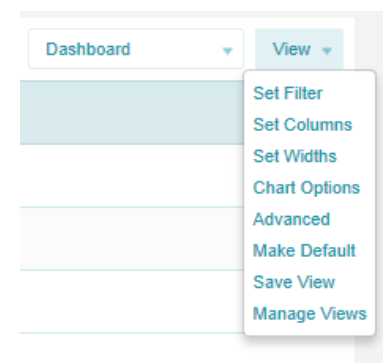 Dashboard
View
Set Filter
Set Columns
Set Widths
Chart Options
Advanced
Make Default
Save View
Manage Views